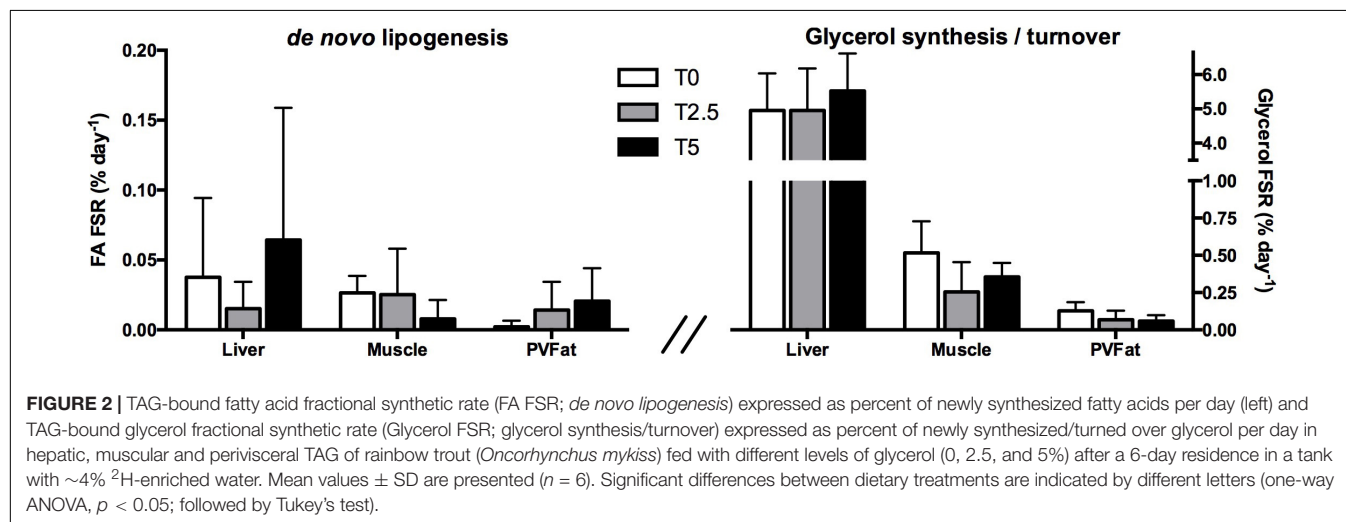 de novo lipogenesis
Glycerol synthesis / turnover
0.20
0.15
0.10
0.05
0.00
FA FSR (% day-1)
T0
T2.5
T5
6.0
5.0
4.0
1.00
0.75
0.50
0.25
0.00
Glycerol FSR (% day-1)
Liver Muscle PVFat
//
Liver Muscle PVFat
FIGURE 2 | TAG-bound fatty acid fractional synthetic rate (FA FSR; de novo lipogenesis) expressed as percent of newly synthesized fatty acids per day (left) and
TAG-bound glycerol fractional synthetic rate (Glycerol FSR; glycerol synthesis/turnover) expressed as percent of newly synthesized/turned over glycerol per day in
hepatic, muscular and perivisceral TAG of rainbow trout (Oncorhynchus mykiss) fed with different levels of glycerol (0, 2.5, and 5%) after a 6-day residence in a tank
with ~4% ²H-enriched water. Mean values ± SD are presented (n = 6). Significant differences between dietary treatments are indicated by different letters (one-way
ANOVA, p < 0.05; followed by Tukey's test).